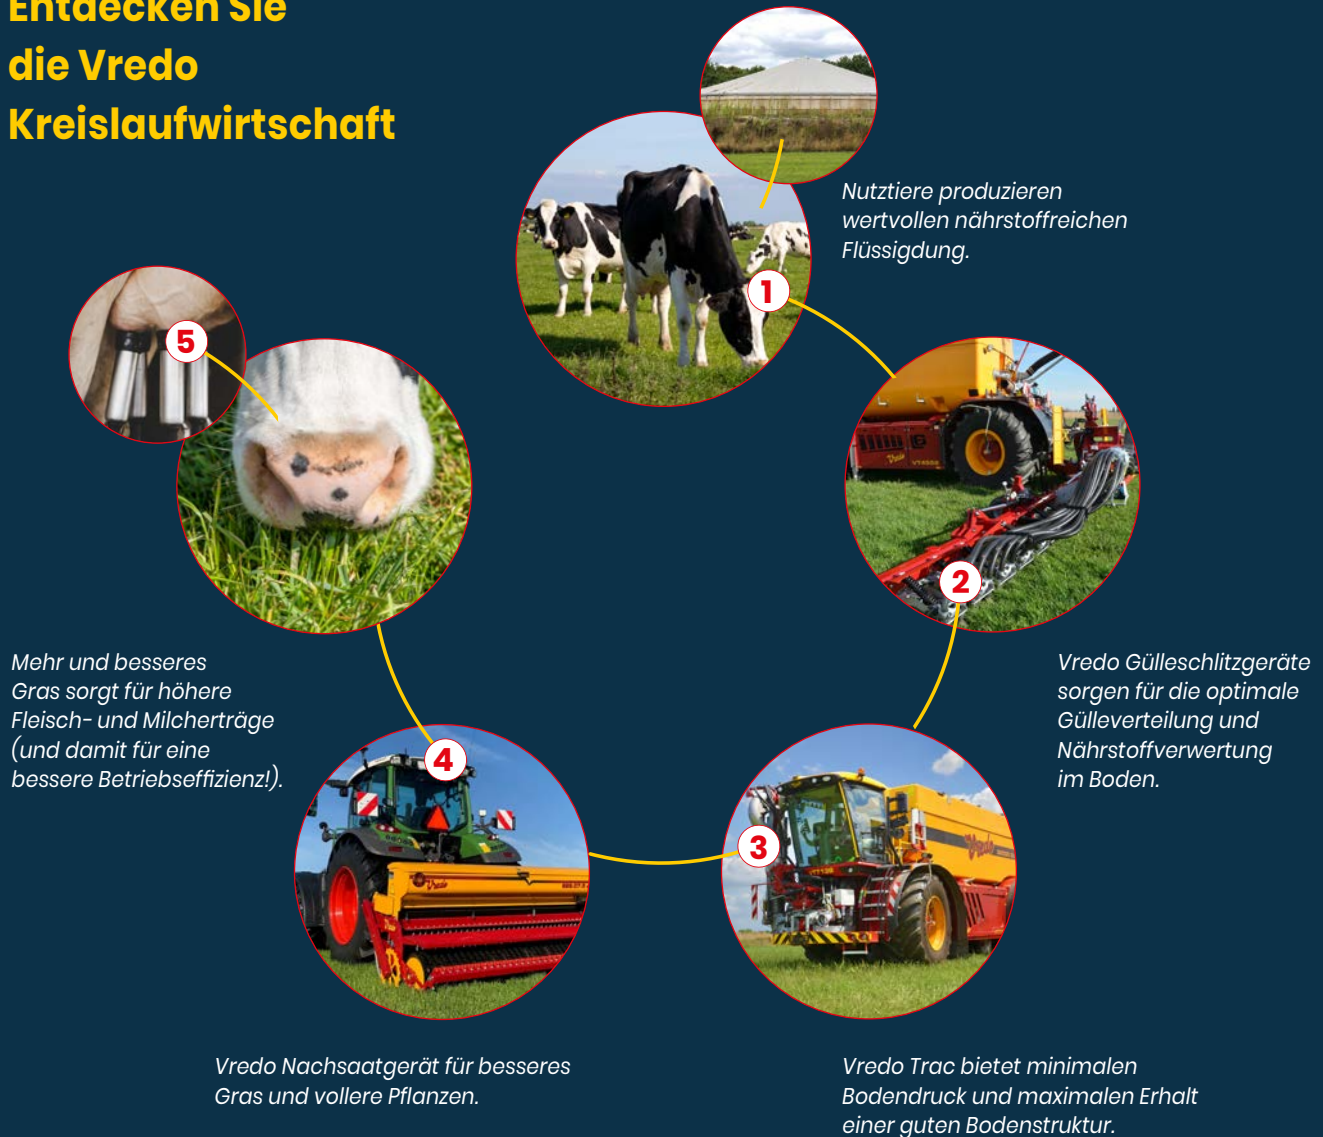 Entdecken Sie
die Vredo
Kreislaufwirtschaft
Nutztiere produzieren
wertvollen nährstoffreichen
Flüssigdung.
1
5
2
Vredo
Mehr und besseres
Gras sorgt für höhere
Fleisch- und Milcherträge
(und damit für eine
bessere Betriebseffizienz!).
Vredo Gülleschlitzgeräte
sorgen für die optimale
Gülleverteilung und
Nährstoffverwertung
im Boden.
4
Vredo
3
Vredo
Vredo Nachsaatgerät für besseres
Gras und vollere Pflanzen.
Vredo Trac bietet minimalen
Bodendruck und maximalen Erhalt
einer guten Bodenstruktur.